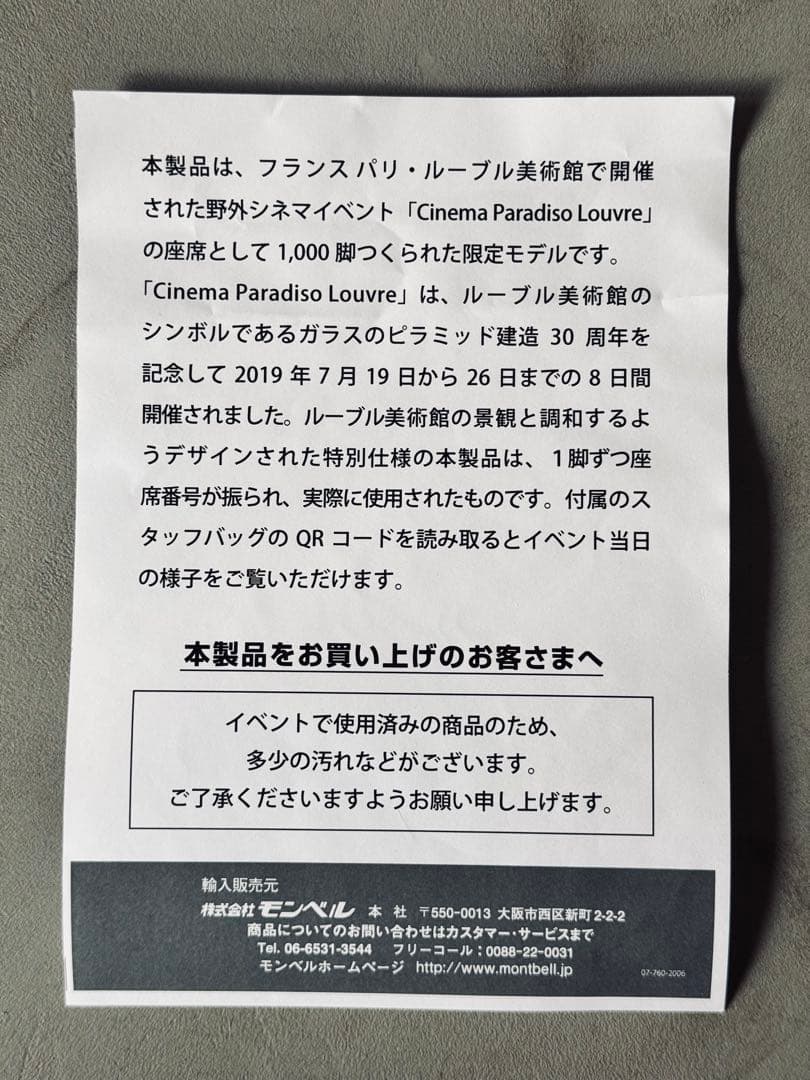 本製品は、フランス パリ・ルーブル美術館で開催
された野外シネマイベント「Cinema Paradiso Louvre」
の座席として 1,000 脚つくられた限定モデルです。
「Cinema Paradiso Louvre」は、ルーブル美術館の
シンボルであるガラスのピラミッド建造 30 周年を
記念して 2019 年 7 月 19 日から 26 日までの 8 日間
開催されました。ルーブル美術館の景観と調和するよ
うデザインされた特別仕様の本製品は、1 脚ずつ座
席番号が振られ、実際に使用されたものです。付属のス
タッフバッグの QR コードを読み取るとイベント当日
の様子をご覧いただけます。
本製品をお買い上げのお客さまへ
イベントで使用済みの商品のため、
多少の汚れなどがございます。
ご了承くださいますようお願い申し上げます。
輸入販売元
株式会社 モンベル 本 社 〒550-0013 大阪市西区新町2-2-2
商品についてのお問い合わせはカスタマー・サービスまで
Tel. 06-6531-3544 フリーコール：0088-22-0031
モンベルホームページ http://www.montbell.jp
07-760-2006